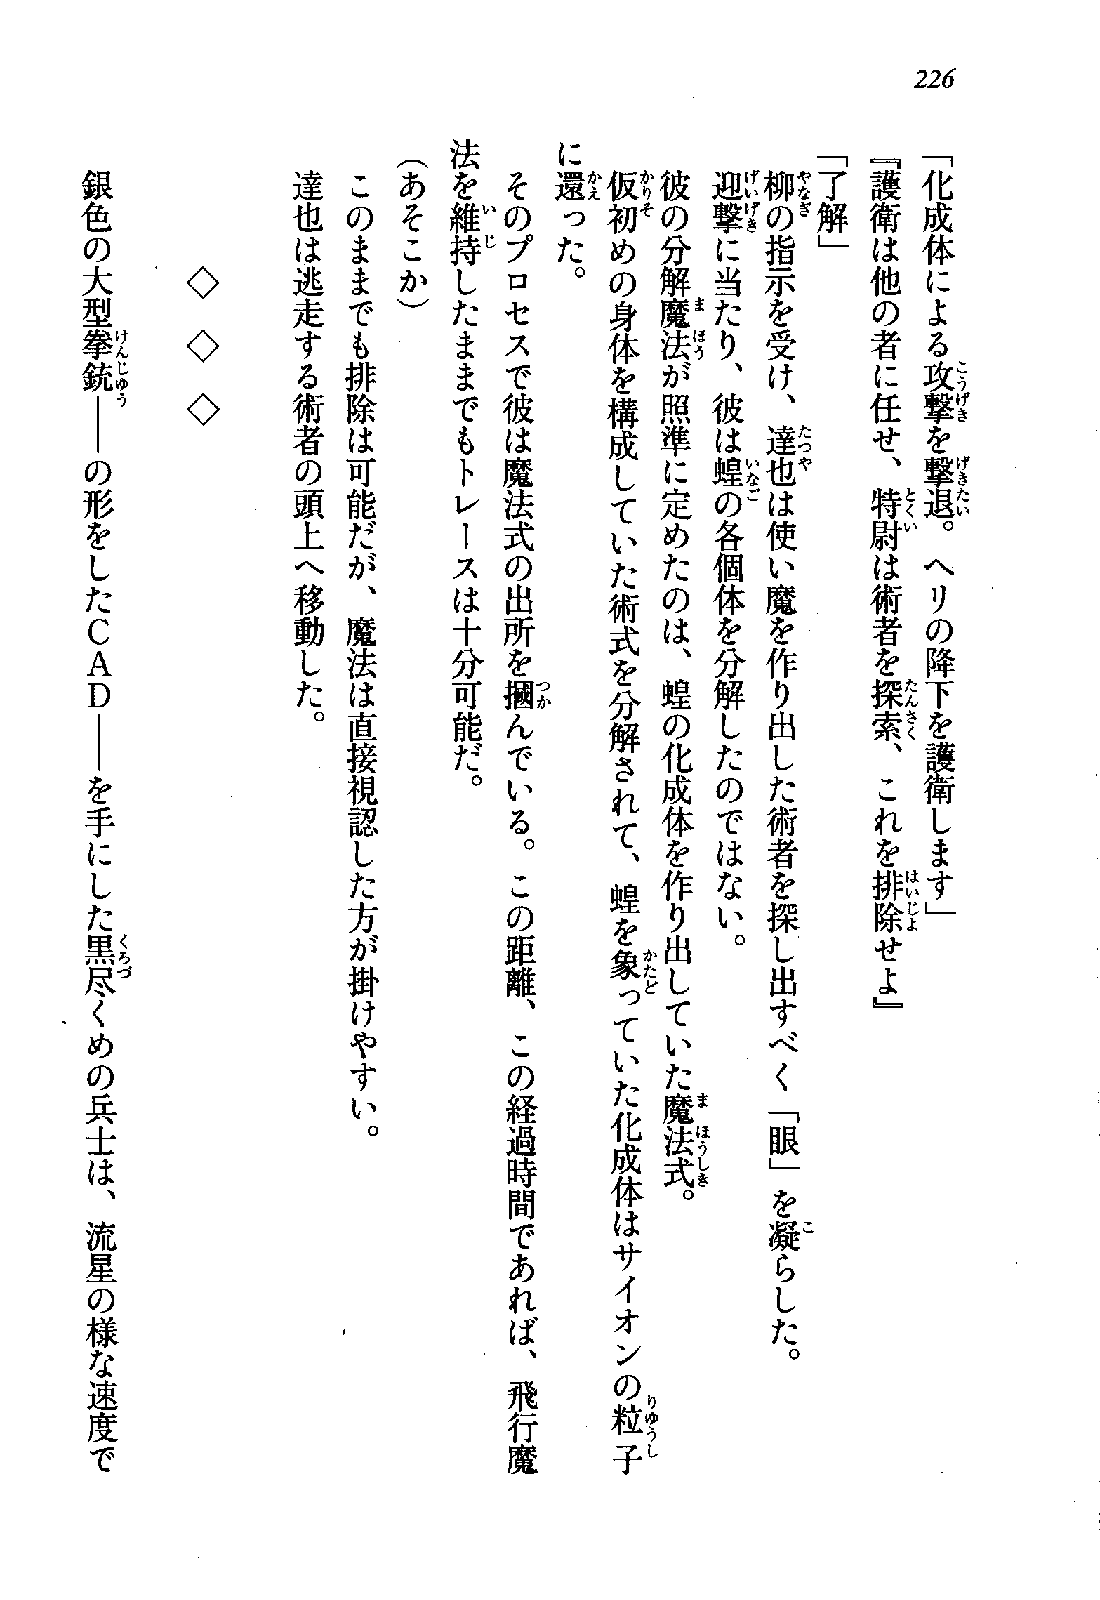 226
「化成体による攻撃を撃退。ヘリの降下を護衛します」
『護衛は他の者に任せ、特尉は術者を探索、これを排除せよ』
「了解」
柳の指示を受け、達也は使い魔を作り出した術者を探し出すべく「眼」を凝らした。
迎撃に当たり、彼は蝗の各個体を分解したのではない。
彼の分解魔法が照準に定めたのは、蝗の化成体を作り出していた魔法式。
仮初めの身体を構成していた術式を分解されて、蝗を象っていた化成体はサイオンの粒子
に還った。
そのプロセスで彼は魔法式の出所を摑んでいる。この距離、この経過時間であれば、飛行魔
法を維持したままでもトレースは十分可能だ。
（あそこか）
このままでも排除は可能だが、魔法は直接視認した方が掛けやすい。
達也は逃走する術者の頭上へ移動した。
◇ ◇ ◇
銀色の大型拳銃――の形をしたＣＡＤ――を手にした黒尽くめの兵士は、流星の様な速度で